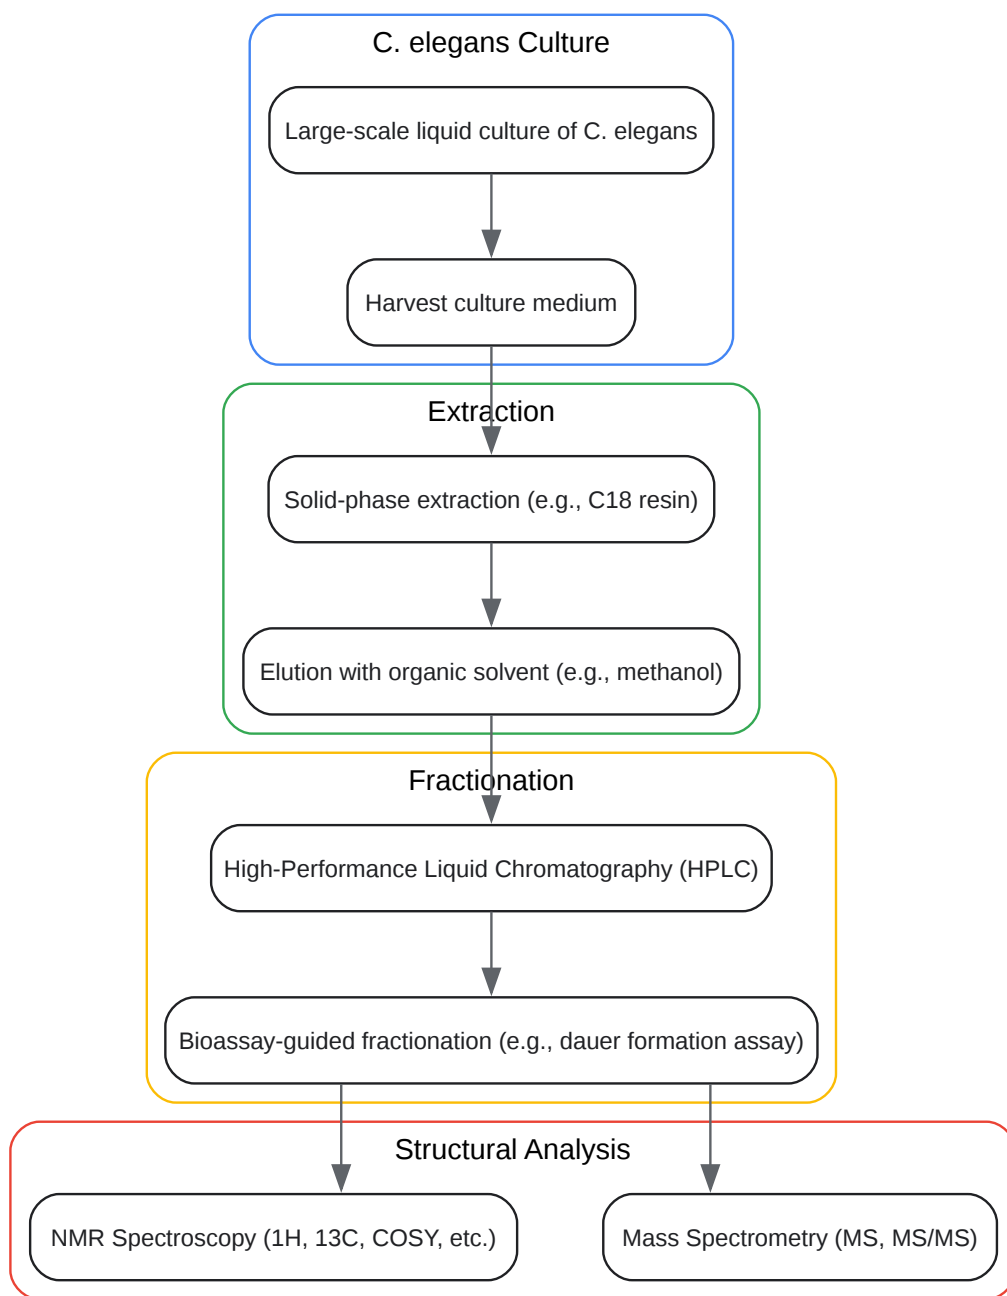 C. elegans Culture
Large-scale liquid culture of C. elegans
Harvest culture medium
Extraction
Solid-phase extraction (e.g., C18 resin)
Elution with organic solvent (e.g., methanol)
Fractionation
High-Performance Liquid Chromatography (HPLC)
Bioassay-guided fractionation (e.g., dauer formation assay)
Structural Analysis
NMR Spectroscopy (1H, 13C, COSY, etc.)
Mass Spectrometry (MS, MS/MS)